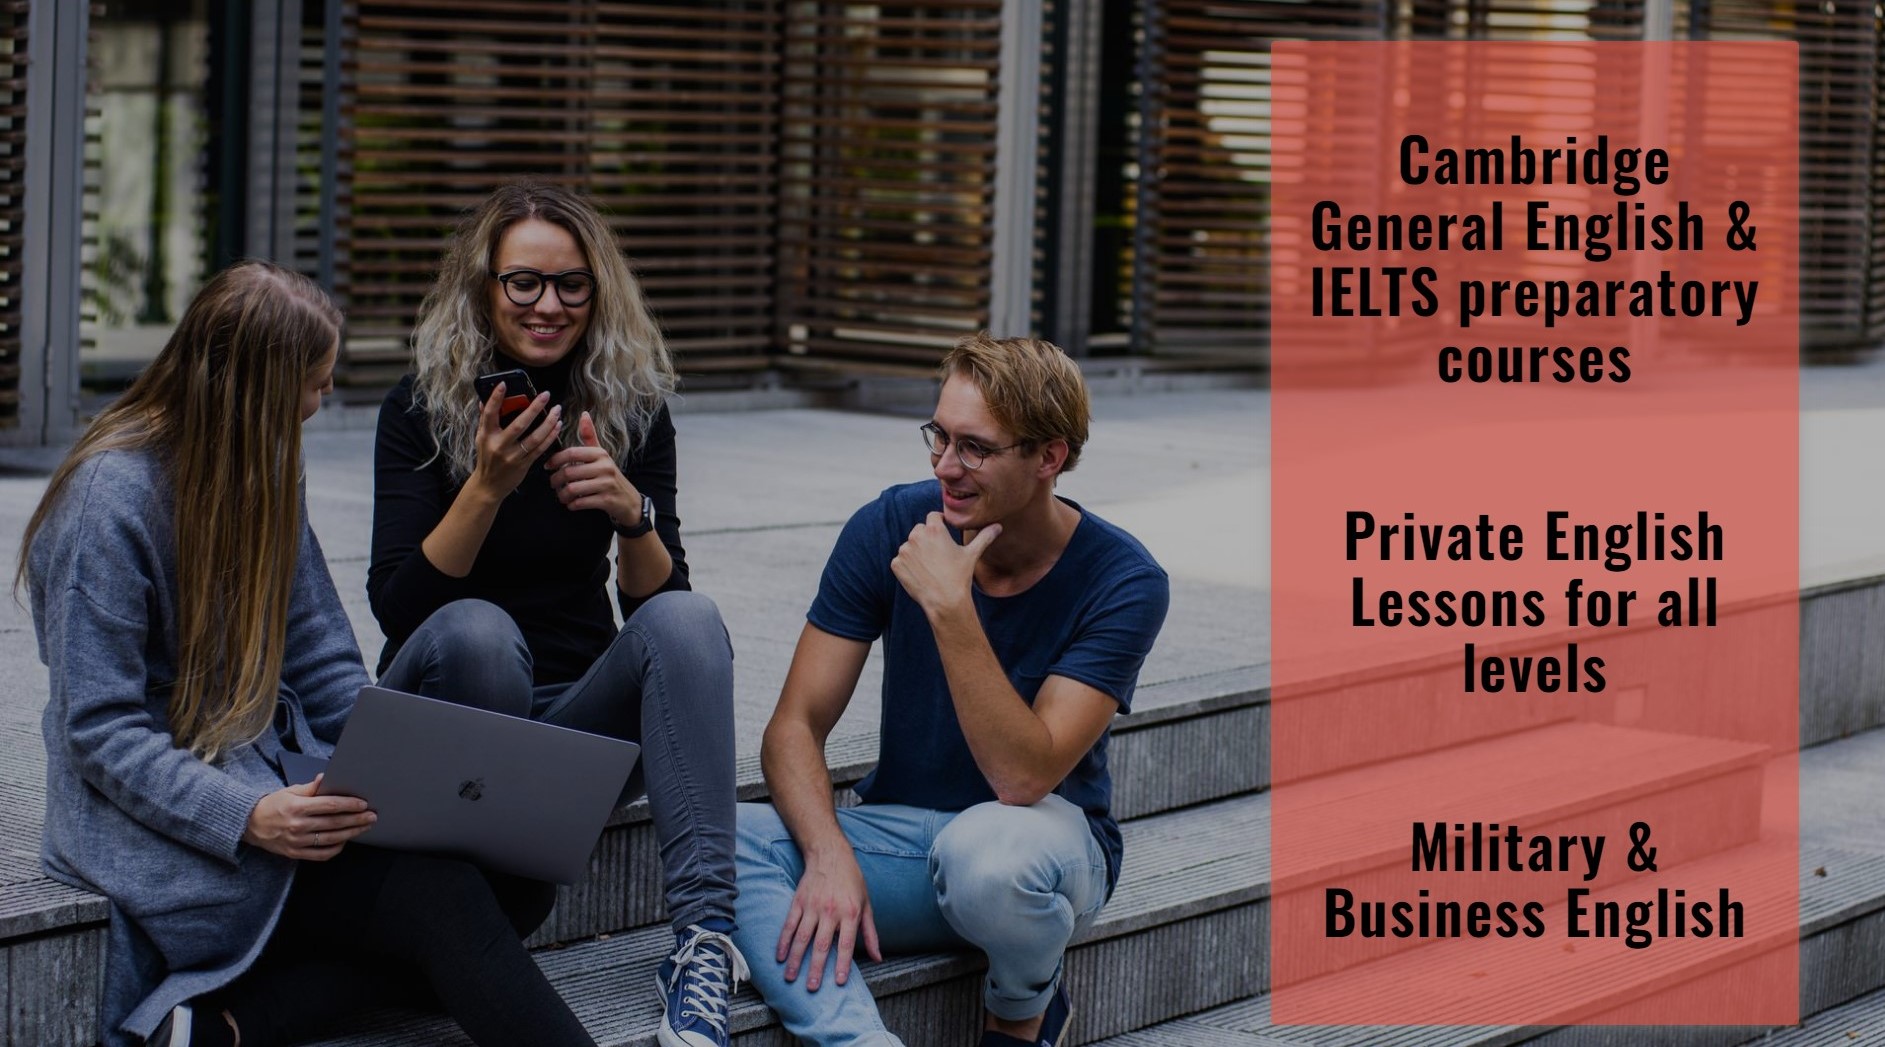 Cambridge
General English &
IELTS preparatory
courses
Private English
Lessons for all
levels
Military &
Business English